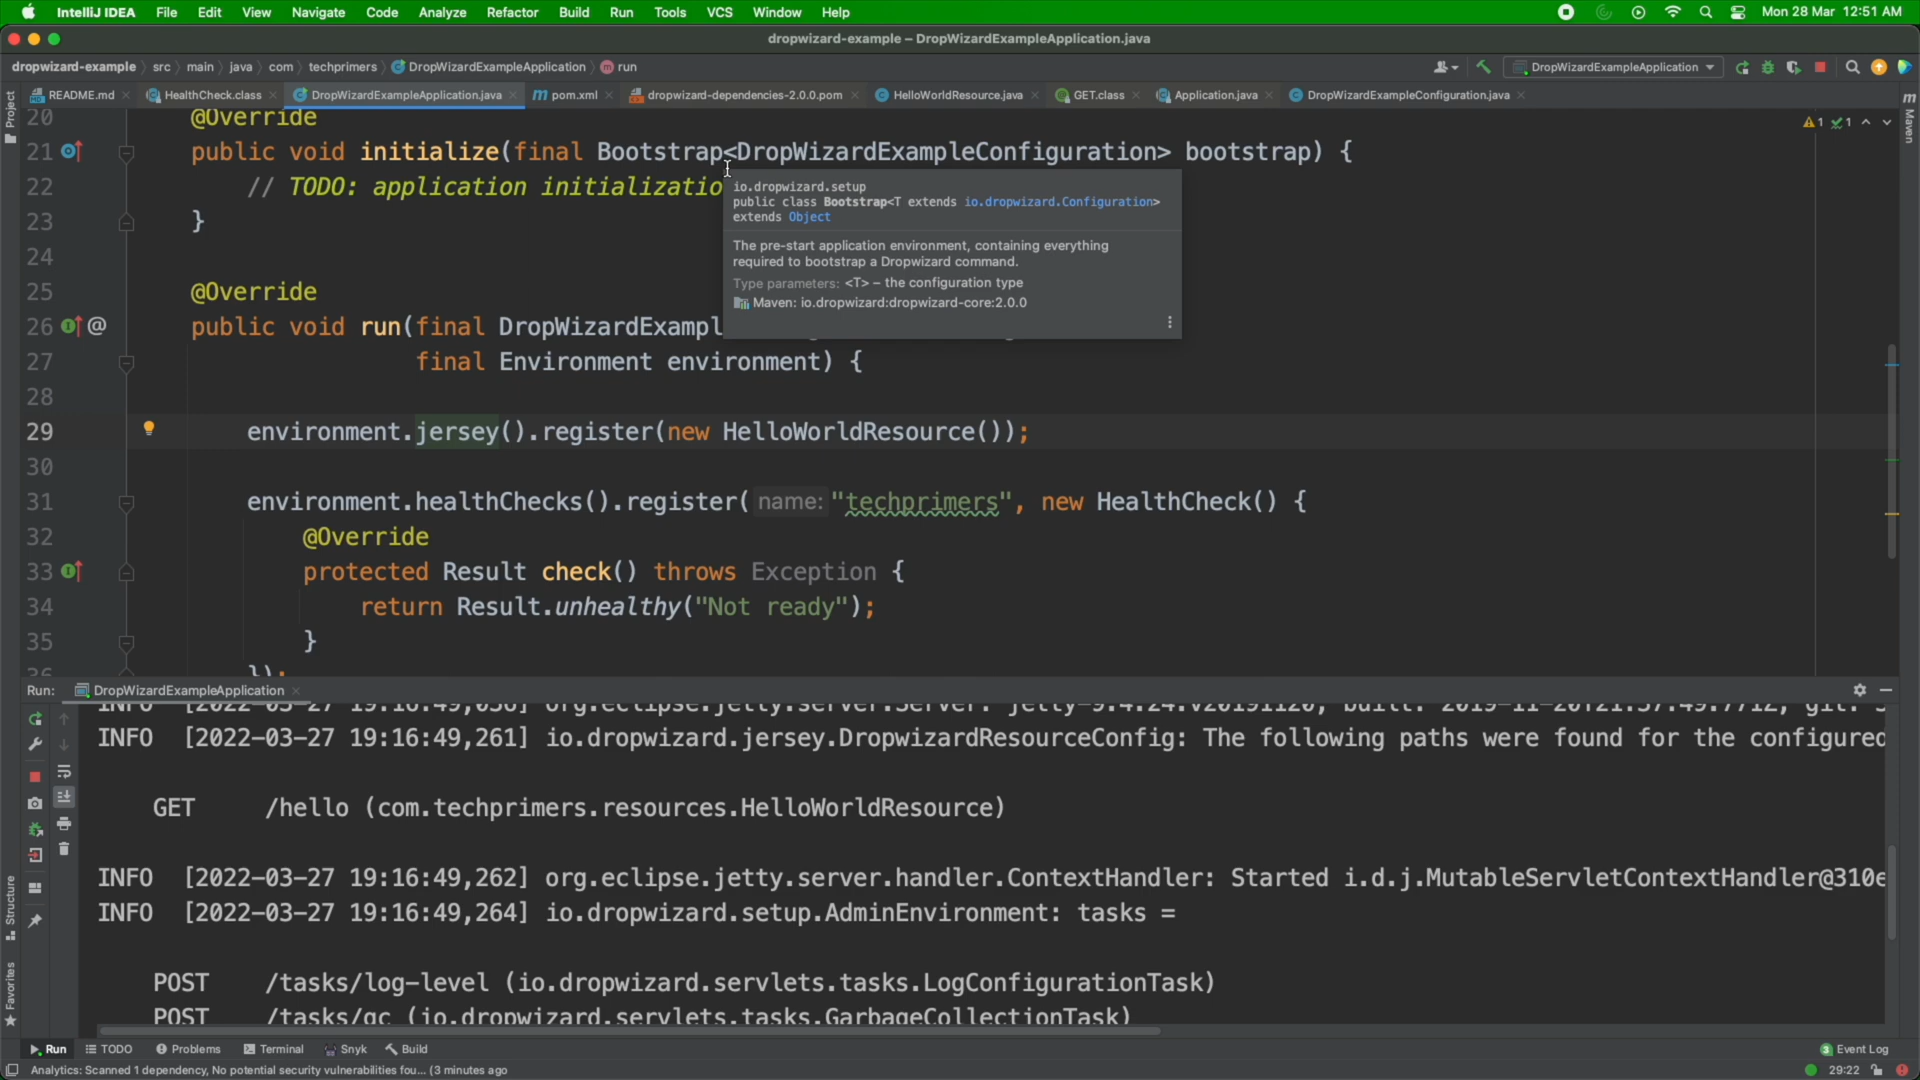 IntelliJ IDEA File Edit View Navigate Code Analyze Refactor Build Run Tools VCS Window Help Mon 28 Mar 12:51 AM
dropwizard-example – DropWizardExampleApplication.java
dropwizard-example src main java com techprimers DropWizardExampleApplication run DropWizardExampleApplication
README.md HealthCheck.class DropWizardExampleApplication.java pom.xml dropwizard-dependencies-2.0.0.pom HelloWorldResource.java GET.class Application.java DropWizardExampleConfiguration.java
Project
Maven
20 @Override
1 1
21 public void initialize(final Bootstrap<DropWizardExampleConfiguration> bootstrap) {
22 // TODO: application initializatio
io.dropwizard.setup
public class Bootstrap<T extends io.dropwizard.Configuration>
extends Object
The pre-start application environment, containing everything
required to bootstrap a Dropwizard command.
Type parameters: <T> – the configuration type
Maven: io.dropwizard:dropwizard-core:2.0.0
23 }
24
25 @Override
26 @ public void run(final DropWizardExampl
27 final Environment environment) {
28
29 environment.jersey().register(new HelloWorldResource());
30
31 environment.healthChecks().register( name: "techprimers", new HealthCheck() {
32 @Override
33 protected Result check() throws Exception {
34 return Result.unhealthy("Not ready");
35 }
36 });
Run: DropWizardExampleApplication
INFO [2022-03-27 19:16:49,261] io.dropwizard.jersey.DropwizardResourceConfig: The following paths were found for the configured
GET /hello (com.techprimers.resources.HelloWorldResource)
INFO [2022-03-27 19:16:49,262] org.eclipse.jetty.server.handler.ContextHandler: Started i.d.j.MutableServletContextHandler@310e
INFO [2022-03-27 19:16:49,264] io.dropwizard.setup.AdminEnvironment: tasks =
POST /tasks/log-level (io.dropwizard.servlets.tasks.LogConfigurationTask)
POST /tasks/gc (io.dropwizard.servlets.tasks.GarbageCollectionTask)
Structure
Favorites
Run TODO Problems Terminal Snyk Build 3 Event Log
Analytics: Scanned 1 dependency, No potential security vulnerabilities fou... (3 minutes ago 29:22